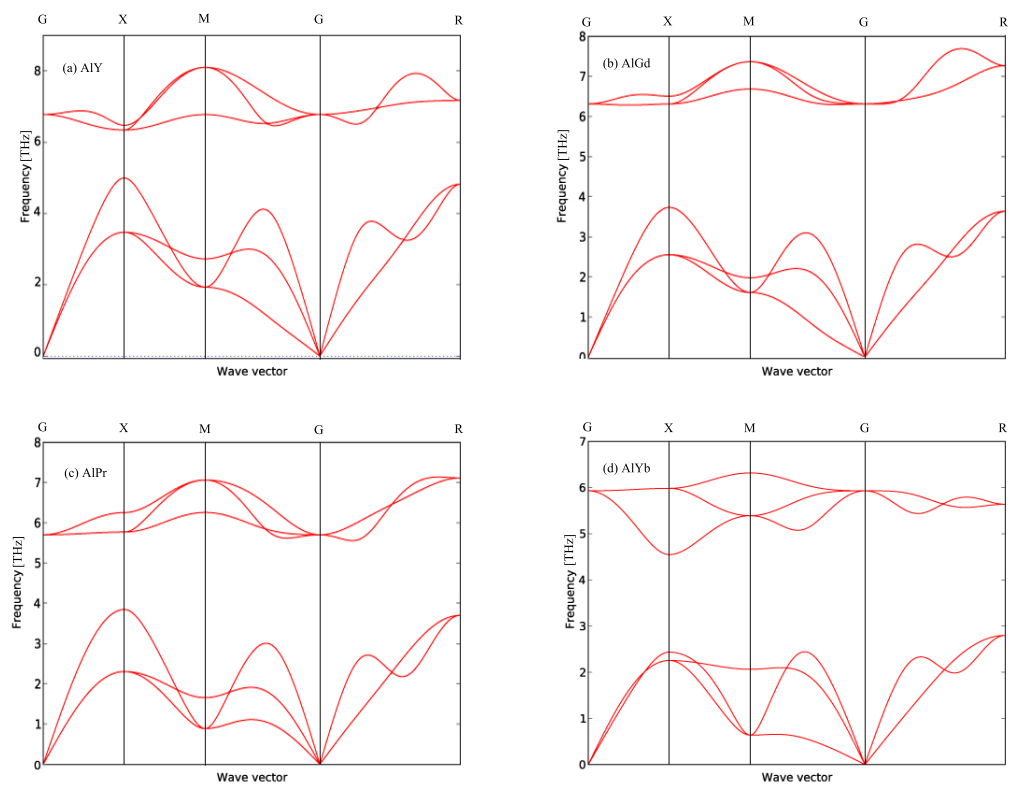 G X M G R
(a) AlY
8
6
4
2
0
Frequency [THz]
Wave vector
G X M G R
(b) AlGd
8
7
6
5
4
3
2
1
0
Frequency [THz]
Wave vector
G X M G R
(c) AlPr
8
7
6
5
4
3
2
1
0
Frequency [THz]
Wave vector
G X M G R
(d) AlYb
7
6
5
4
3
2
1
0
Frequency [THz]
Wave vector